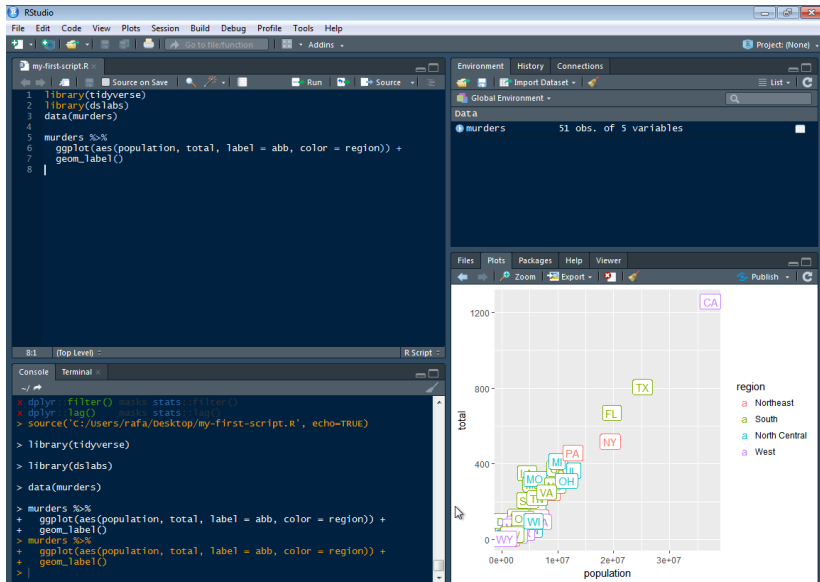 RStudio
File Edit Code View Plots Session Build Debug Profile Tools Help
Go to file/function Addins Project: (None)
my-first-script.R
Source on Save Run Source
1 library(tidyverse)
2 library(dslabs)
3 data(murders)
4
5 murders %>%
6 ggplot(aes(population, total, label = abb, color = region)) +
7 geom_label()
8
8:1 (Top Level) R Script
Console Terminal
~/
x dplyr::filter() masks stats::filter()
x dplyr::lag() masks stats::lag()
> source('C:/Users/rafa/Desktop/my-first-script.R', echo=TRUE)
> library(tidyverse)
> library(dslabs)
> data(murders)
> murders %>%
+ ggplot(aes(population, total, label = abb, color = region)) +
+ geom_label()
> murders %>%
+ ggplot(aes(population, total, label = abb, color = region)) +
+ geom_label()
>
Environment History Connections
Import Dataset List
Global Environment
Data
murders 51 obs. of 5 variables
Files Plots Packages Help Viewer
Zoom Export Publish
CA
1200
TX
800
FL
NY
PA
400
MO
OH
VA
WI
0
total
0e+00 1e+07 2e+07 3e+07
population
region
a Northeast
a South
a North Central
a West